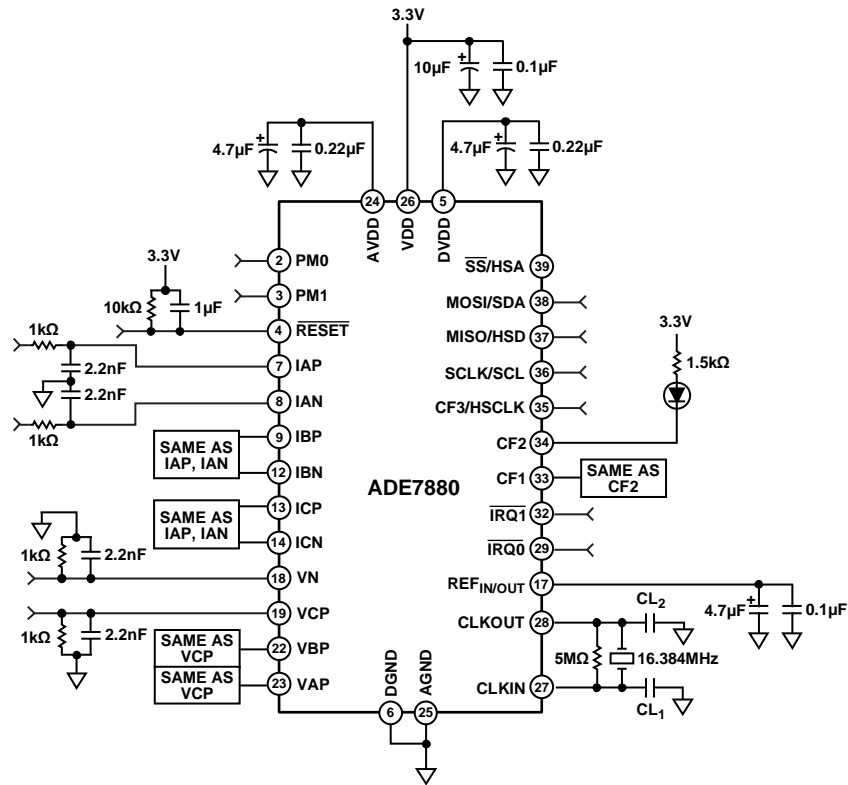 3.3V
10µF
+
0.1µF
4.7µF
+
0.22µF
4.7µF
+
0.22µF
24
26
5
AVDD
VDD
DVDD
3.3V
10kΩ
1µF
2
PM0
3
PM1
4
RESET
1kΩ
2.2nF
2.2nF
1kΩ
7
IAP
8
IAN
SAME AS
IAP, IAN
9
IBP
12
IBN
SAME AS
IAP, IAN
13
ICP
14
ICN
1kΩ
2.2nF
18
VN
19
VCP
1kΩ
2.2nF
SAME AS
VCP
22
VBP
SAME AS
VCP
23
VAP
ADE7880
SS/HSA
39
MOSI/SDA
38
MISO/HSD
37
SCLK/SCL
36
CF3/HSCLK
35
CF2
34
3.3V
1.5kΩ
CF1
33
SAME AS
CF2
IRQ1
32
IRQ0
29
REFIN/OUT
17
4.7µF
+
0.1µF
CLKOUT
28
CL2
5MΩ
16.384MHz
CLKIN
27
CL1
DGND
AGND
6
25